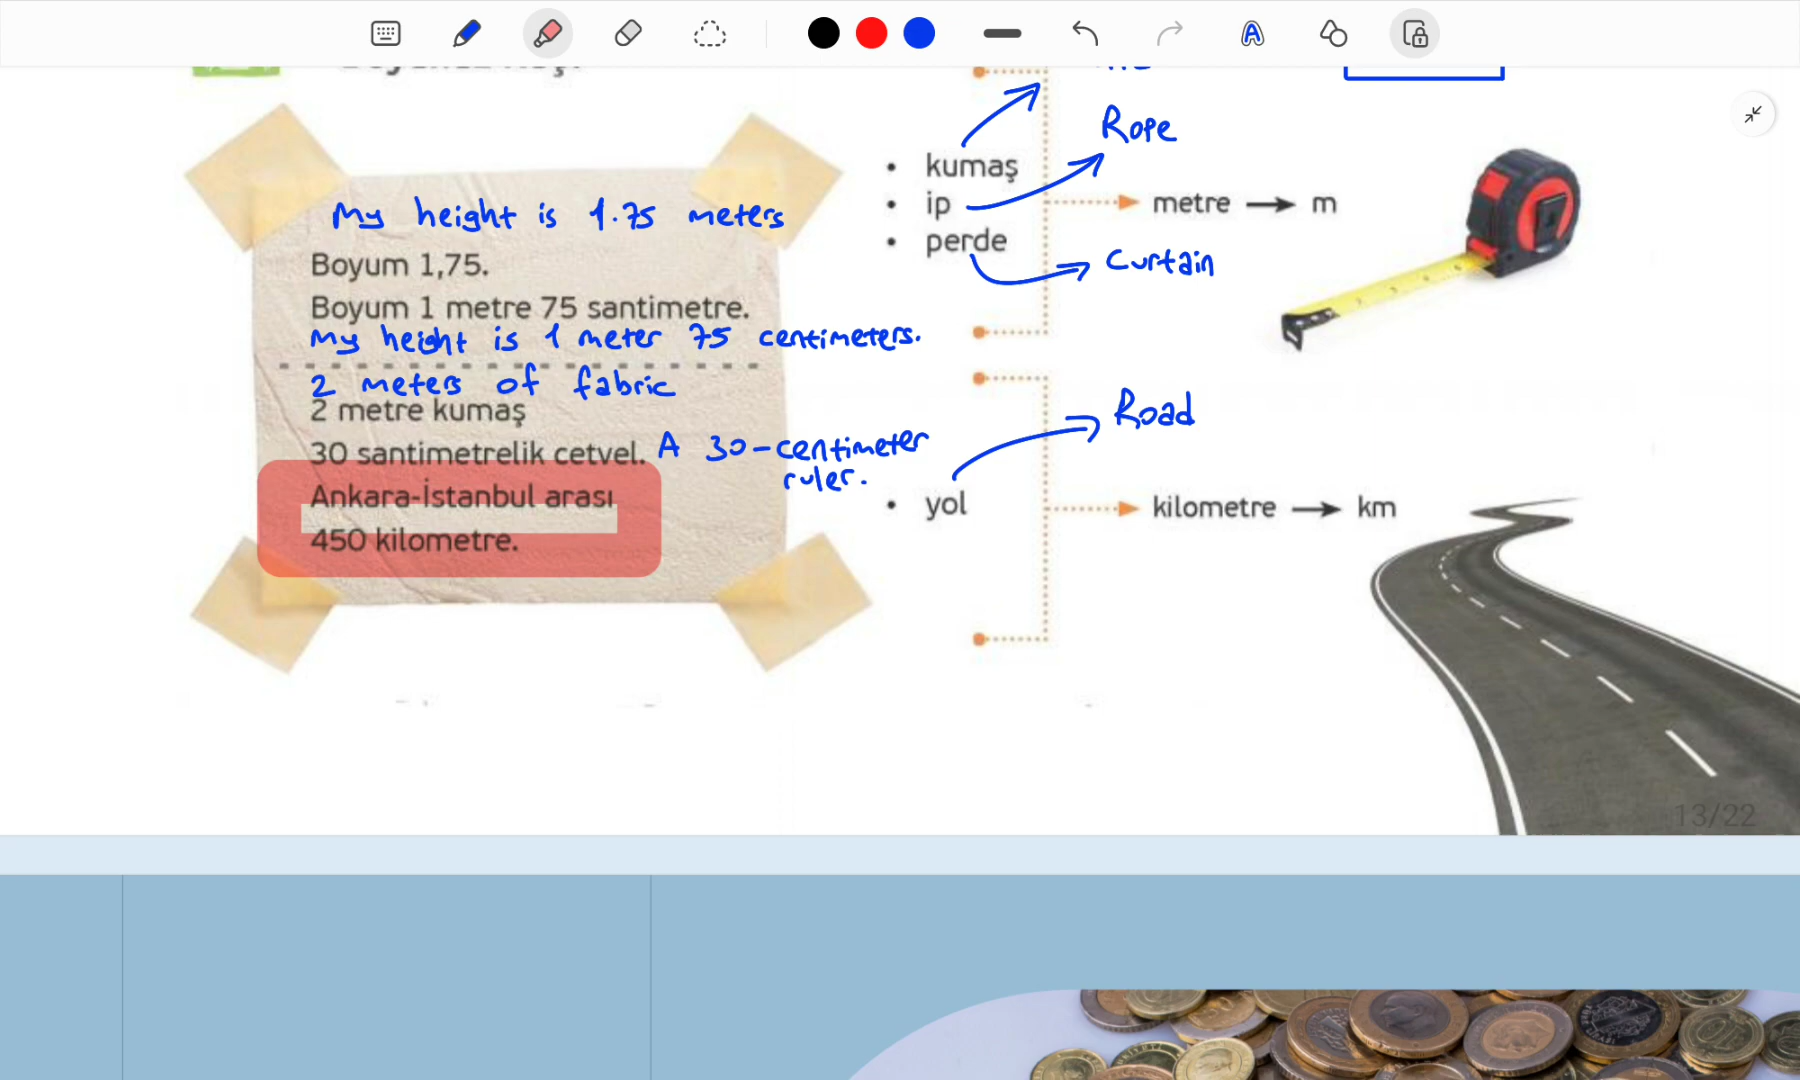 My height is 1.75 meters
Boyum 1,75.
Boyum 1 metre 75 santimetre.
My height is 1 meter 75 centimeters.
2 meters of fabric
2 metre kumaş
30 santimetrelik cetvel. A 30-centimeter
ruler.
Ankara-İstanbul arası
450 kilometre.
Rope
• kumaş
• ip
• perde
metre → m
Curtain
Road
• yol
kilometre → km
13/22